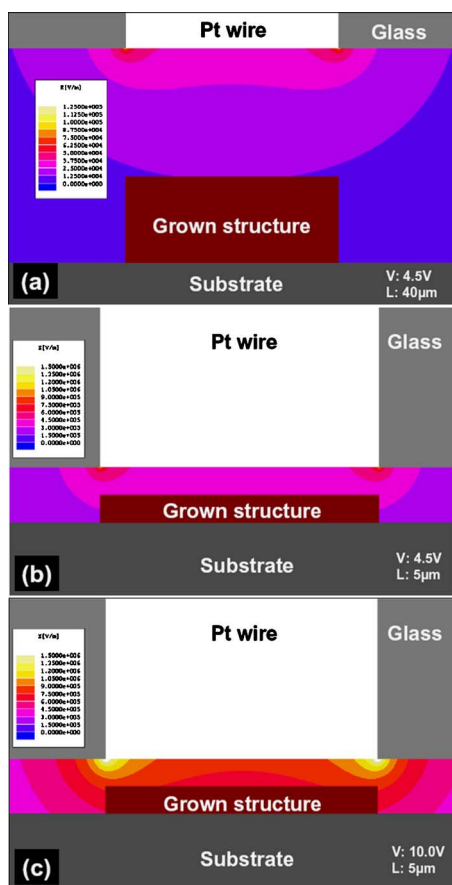 Pt wire
Glass
E[V/m]
1.2500e+005
1.1250e+005
1.0000e+005
8.7500e+004
7.5000e+004
6.2500e+004
5.0000e+004
3.7500e+004
2.5000e+004
1.2500e+004
0.0000e+000
Grown structure
(a)
Substrate
V: 4.5V
L: 40µm
Pt wire
Glass
E[V/m]
1.5000e+006
1.3500e+006
1.2000e+006
1.0500e+006
9.0000e+005
7.5000e+005
6.0000e+005
4.5000e+005
3.0000e+005
1.5000e+005
0.0000e+000
Grown structure
(b)
Substrate
V: 4.5V
L: 5µm
Pt wire
Glass
E[V/m]
1.5000e+006
1.3500e+006
1.2000e+006
1.0500e+006
9.0000e+005
7.5000e+005
6.0000e+005
4.5000e+005
3.0000e+005
1.5000e+005
0.0000e+000
Grown structure
(c)
Substrate
V: 10.0V
L: 5µm